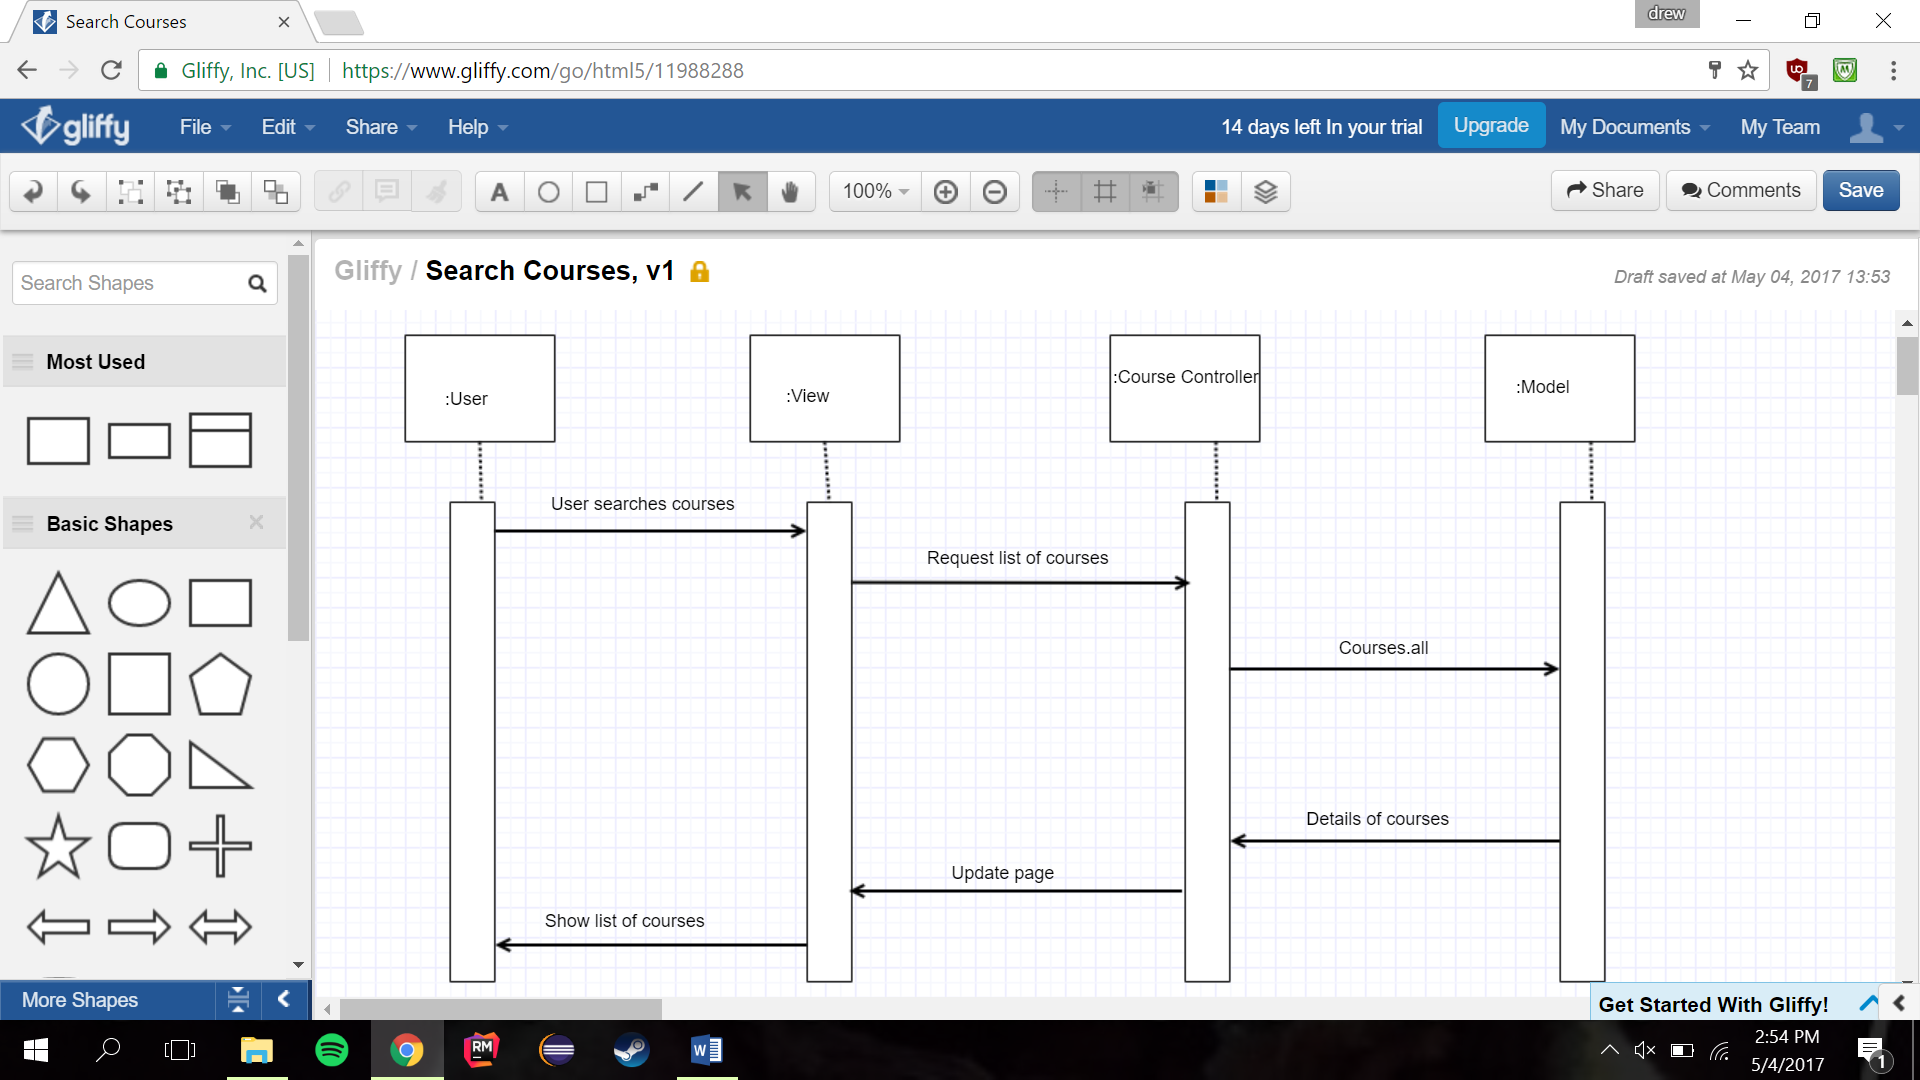 Search Courses
drew
Gliffy, Inc. [US]
https://www.gliffy.com/go/html5/11988288
7
gliffy
File
Edit
Share
Help
14 days left In your trial
Upgrade
My Documents
My Team
A
100%
Share
Comments
Save
Search Shapes
Gliffy / Search Courses, v1
Draft saved at May 04, 2017 13:53
Most Used
Basic Shapes
More Shapes
:User
:View
:Course Controller
:Model
User searches courses
Request list of courses
Courses.all
Details of courses
Update page
Show list of courses
Get Started With Gliffy!
RM
W
2:54 PM
5/4/2017
1